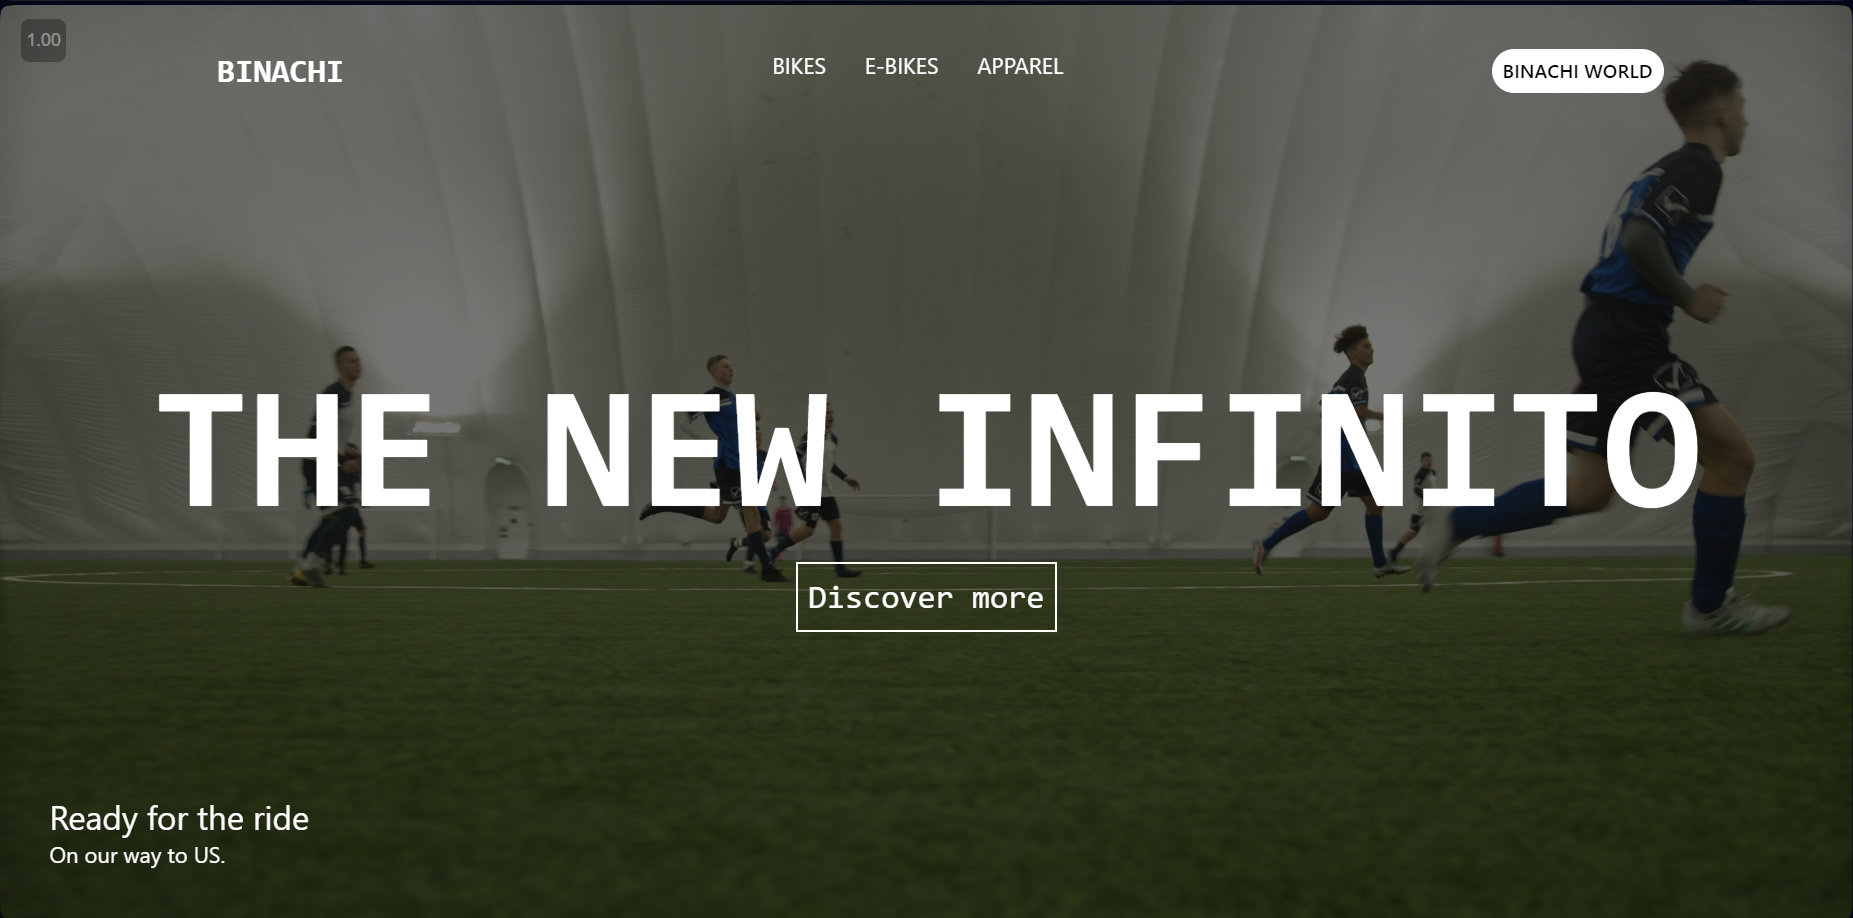 1.00
BINACHI
BIKES E-BIKES APPAREL
BINACHI WORLD
THE NEW INFINITO
Discover more
Ready for the ride
On our way to US.